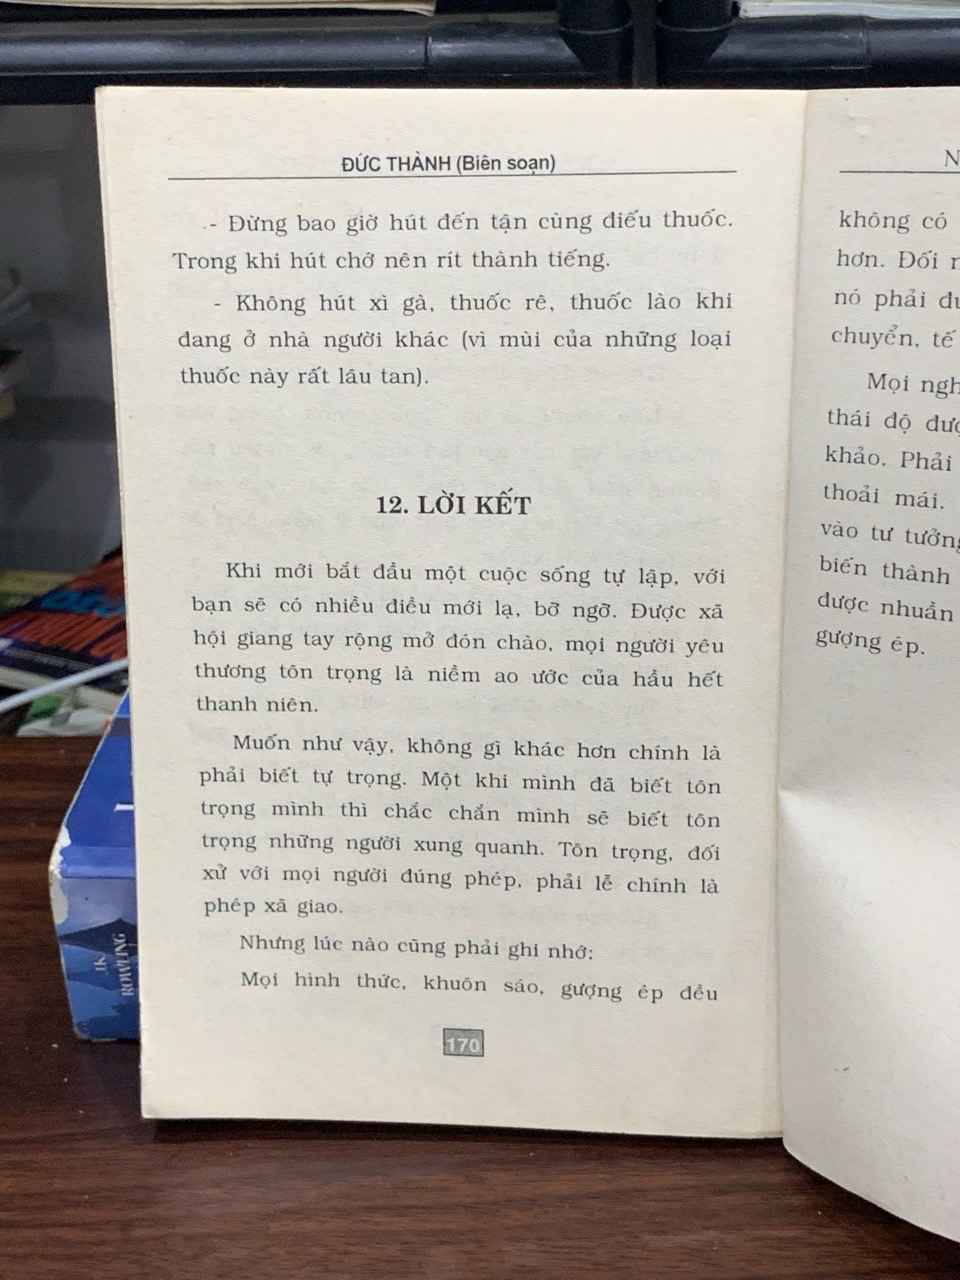 ĐỨC THÀNH (Biên soạn)
- Đừng bao giờ hút đến tận cùng điếu thuốc.
Trong khi hút chớ nên rít thành tiếng.
- Không hút xì gà, thuốc rê, thuốc lào khi
đang ở nhà người khác (vì mùi của những loại
thuốc này rất lâu tan).
12. LỜI KẾT
Khi mới bắt đầu một cuộc sống tự lập, với
bạn sẽ có nhiều điều mới lạ, bỡ ngỡ. Được xã
hội giang tay rộng mở đón chào, mọi người yêu
thương tôn trọng là niềm ao ước của hầu hết
thanh niên.
Muốn như vậy, không gì khác hơn chính là
phải biết tự trọng. Một khi mình đã biết tôn
trọng mình thì chắc chắn mình sẽ biết tôn
trọng những người xung quanh. Tôn trọng, đối
xử với mọi người đúng phép, phải lẽ chính là
phép xã giao.
Nhưng lúc nào cũng phải ghi nhớ:
Mọi hình thức, khuôn sáo, gượng ép đều
170
không có
hơn. Đối
nó phải
chuyển, tế
Mọi
thái độ
khảo. Phải
thoải mái.
vào tư tưởng
biến thành
được nhuần
gượng ép.
J.K.
ROWLING